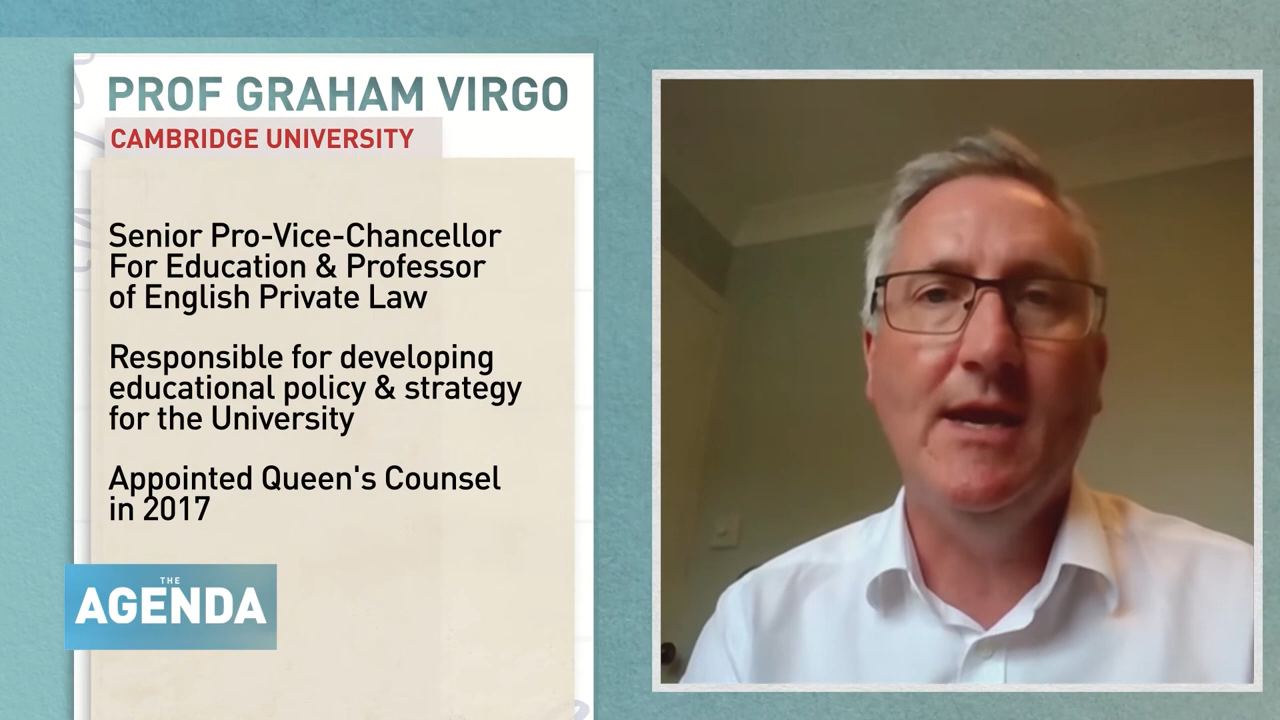 PROF GRAHAM VIRGO
CAMBRIDGE UNIVERSITY
Senior Pro-Vice-Chancellor
For Education & Professor
of English Private Law
Responsible for developing
educational policy & strategy
for the University
Appointed Queen's Counsel
in 2017
THE
AGENDA